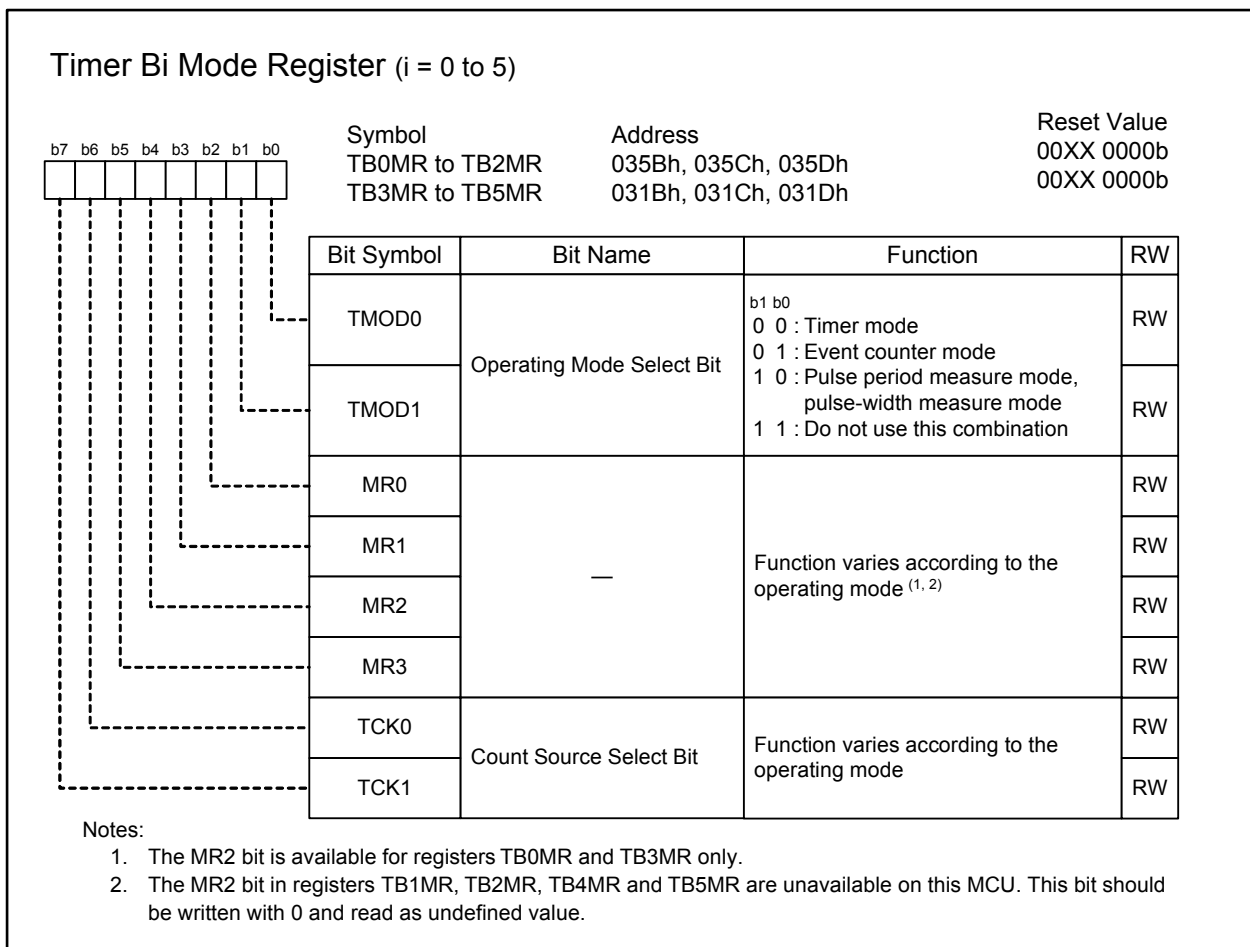 Timer Bi Mode Register (i = 0 to 5)
Symbol Address Reset Value
TB0MR to TB2MR 035Bh, 035Ch, 035Dh 00XX 0000b
TB3MR to TB5MR 031Bh, 031Ch, 031Dh 00XX 0000b
b7 b6 b5 b4 b3 b2 b1 b0
Bit Symbol Bit Name Function RW
TMOD0 RW
TMOD1 RW
Operating Mode Select Bit
b1 b0
0 0 : Timer mode
0 1 : Event counter mode
1 0 : Pulse period measure mode,
pulse-width measure mode
1 1 : Do not use this combination
MR0 RW
MR1 RW
MR2 RW
MR3 RW
—
Function varies according to the
operating mode (1, 2)
TCK0 RW
TCK1 RW
Count Source Select Bit
Function varies according to the
operating mode
Notes:
1. The MR2 bit is available for registers TB0MR and TB3MR only.
2. The MR2 bit in registers TB1MR, TB2MR, TB4MR and TB5MR are unavailable on this MCU. This bit should
be written with 0 and read as undefined value.